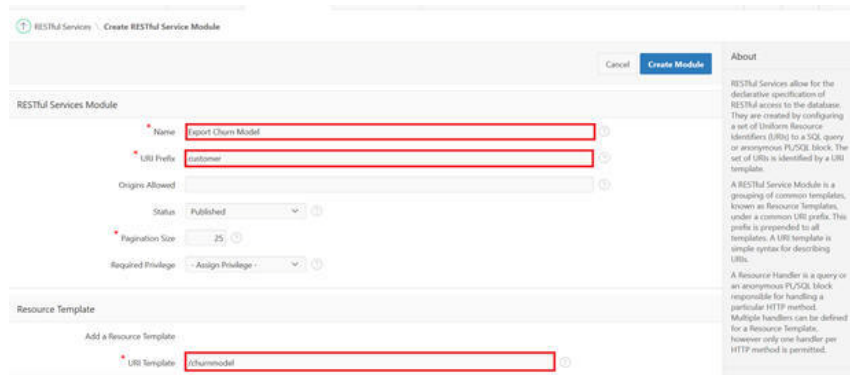 RESTful Services \ Create RESTful Service Module
Cancel
Create Module
RESTful Services Module
* Name Export Churn Model
* URI Prefix customer
Origins Allowed
Status Published
* Pagination Size 25
Required Privilege - Assign Privilege -
Resource Template
Add a Resource Template
* URI Template /churnmodel
About
RESTful Services allow for the
declarative specification of
RESTful access to the database.
They are created by configuring
a set of Uniform Resource
Identifiers (URIs) to a SQL query
or anonymous PL/SQL block. The
set of URIs is identified by a URI
template.
A RESTful Service Module is a
grouping of common templates,
known as Resource Templates,
under a common URI prefix. This
prefix is prepended to all
templates. A URI template is
simple syntax for describing
URIs.
A Resource Handler is a query or
an anonymous PL/SQL block
responsible for handling a
particular HTTP method.
Multiple handlers can be defined
for a Resource Template,
however only one handler per
HTTP method is permitted.